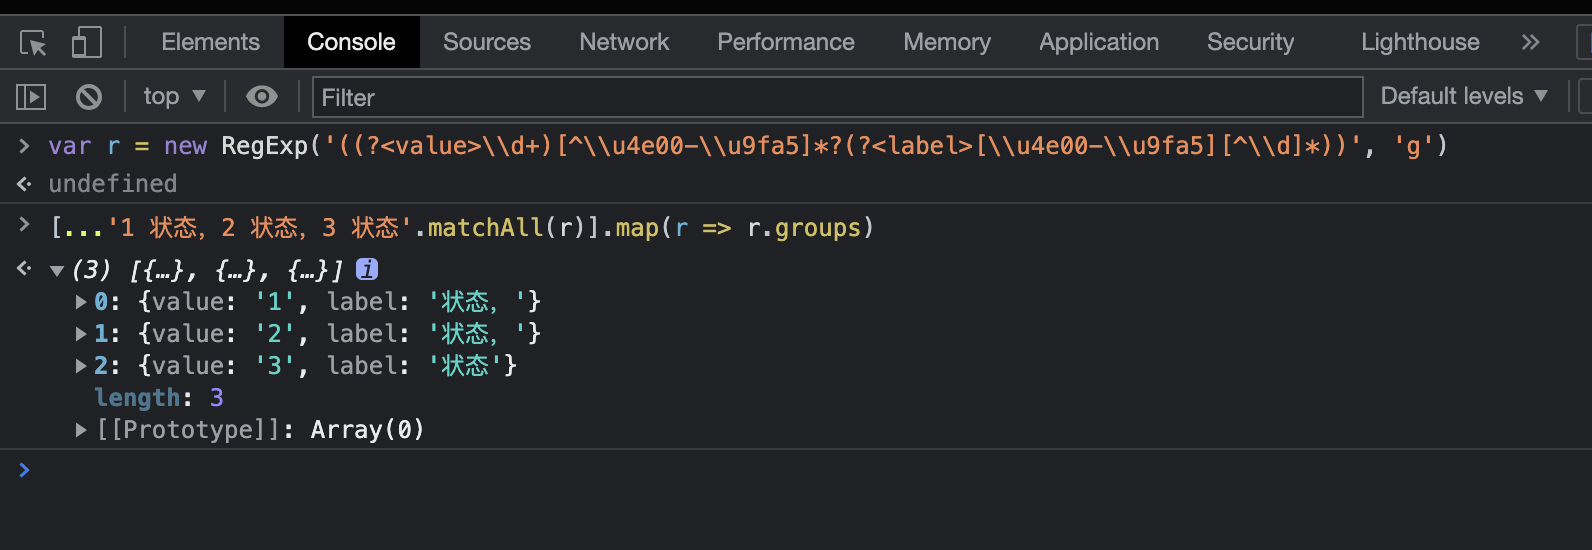 Elements Console Sources Network Performance Memory Application Security Lighthouse »
top ▼ Filter Default levels ▼
> var r = new RegExp('((?<value>\\d+)[^\\u4e00-\\u9fa5]*?(?<label>[\\u4e00-\\u9fa5][^\\d]*))', 'g')
undefined
> [...'1 状态，2 状态，3 状态'.matchAll(r)].map(r => r.groups)
▼(3) [{…}, {…}, {…}] i
▶0: {value: '1', label: '状态，'}
▶1: {value: '2', label: '状态，'}
▶2: {value: '3', label: '状态'}
length: 3
▶[[Prototype]]: Array(0)
>